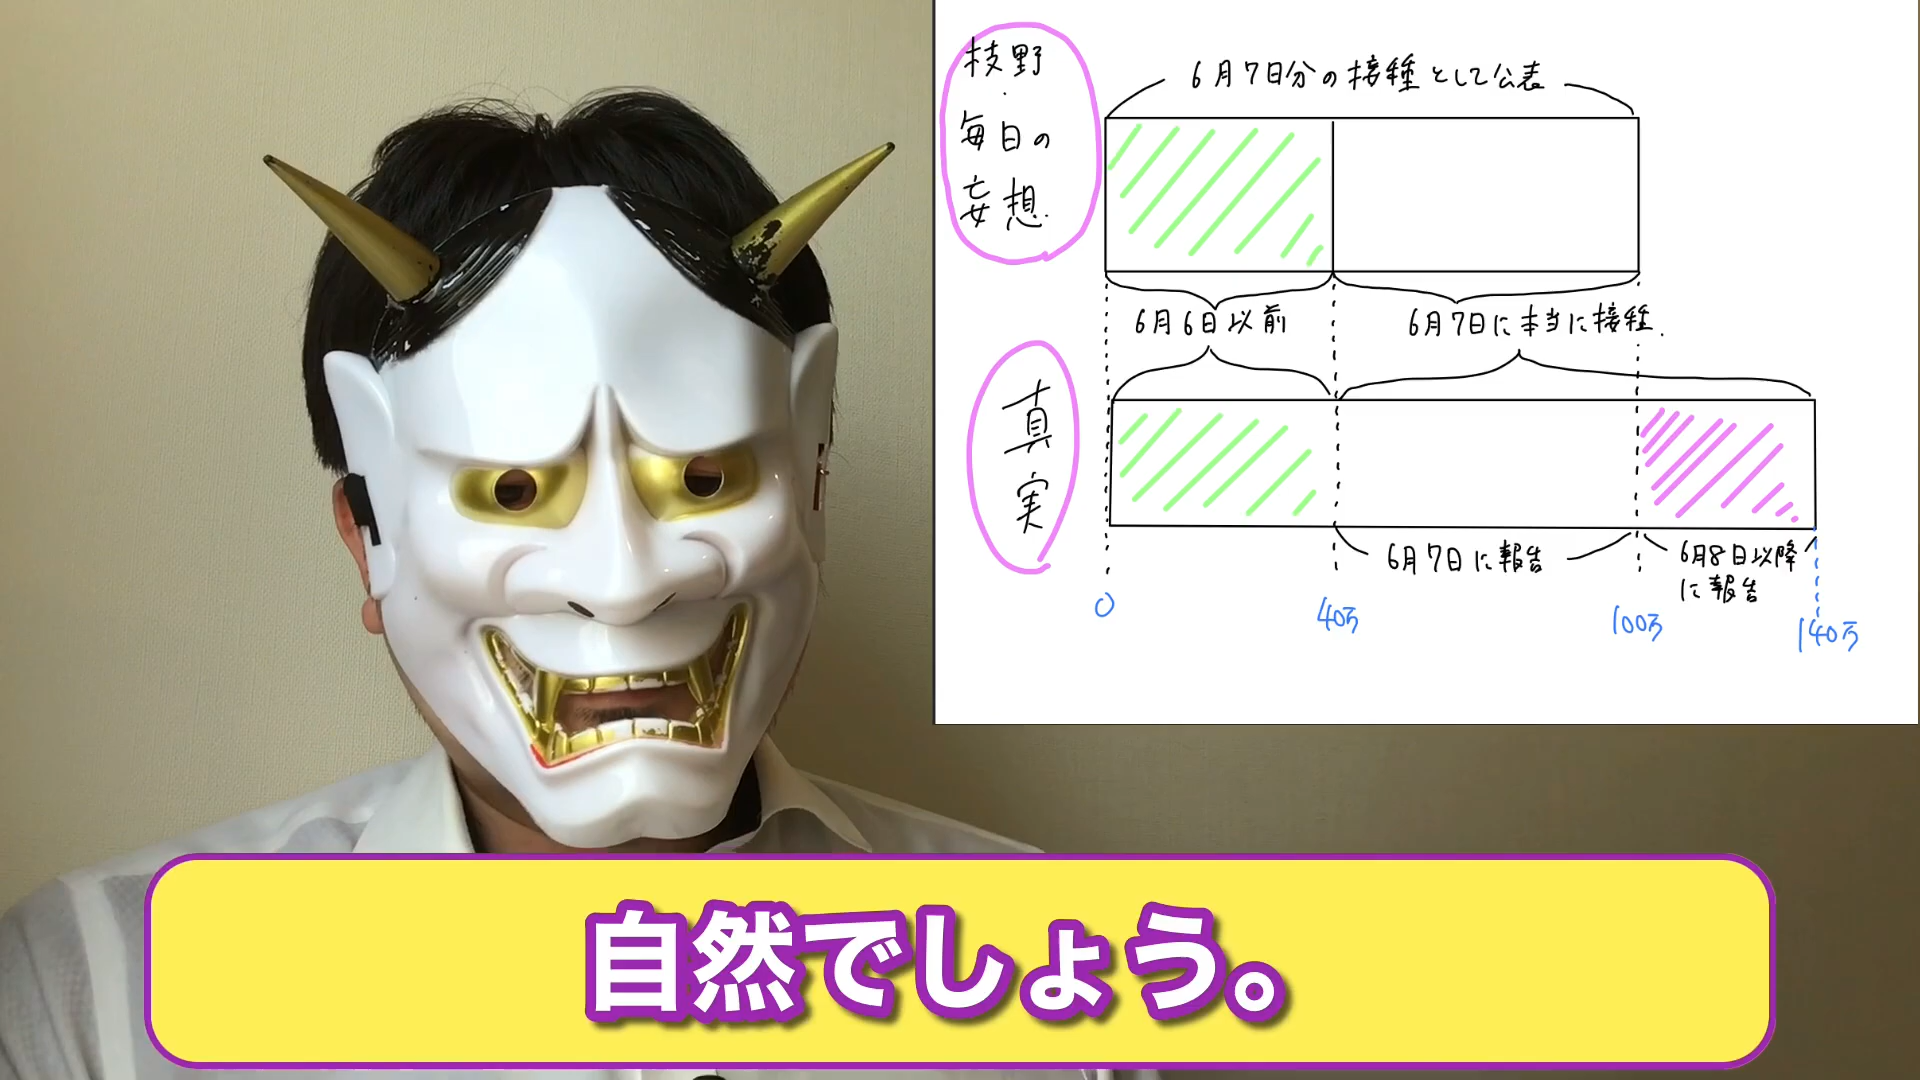 枝野
毎日の
妄想
6月7日分の接種として公表
6月6日以前
6月7日に本当に接種
真実
6月7日に報告
6月8日以降
に報告
0
40万
100万
140万
自然でしょう。